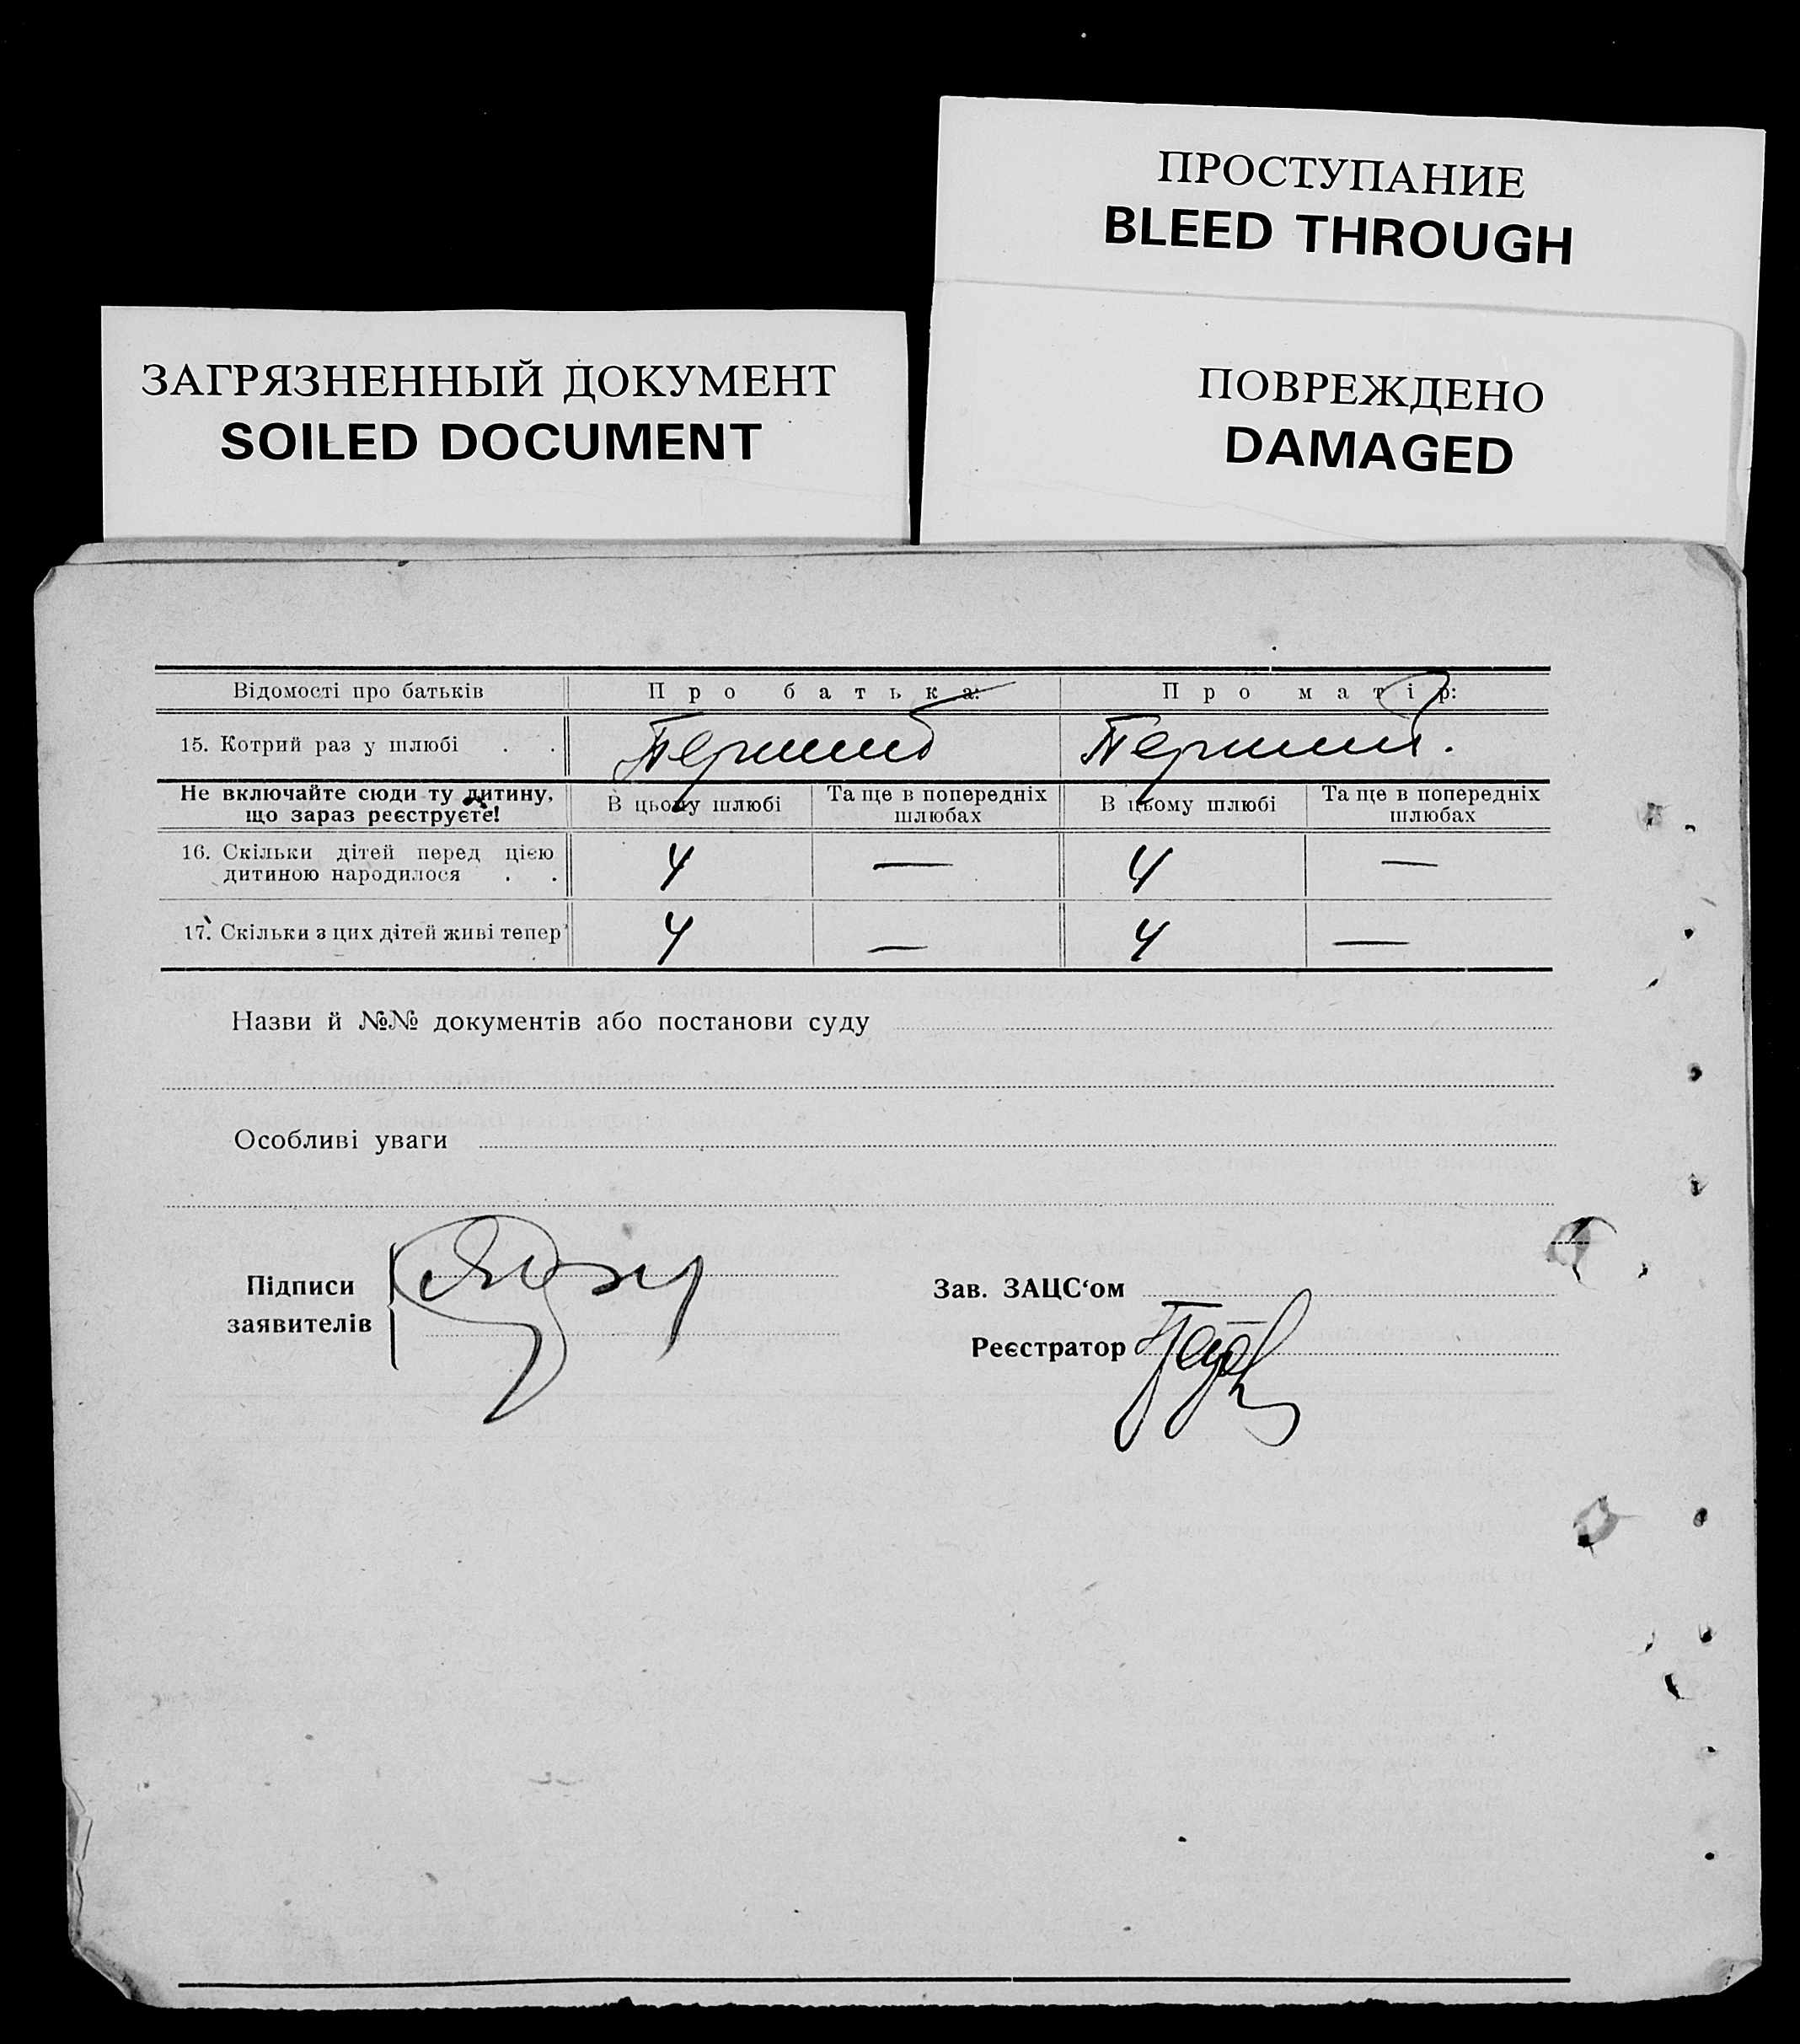 ПРОСТУПАНИЕ
BLEED THROUGH
ЗАГРЯЗНЕННЫЙ ДОКУМЕНТ
SOILED DOCUMENT
ПОВРЕЖДЕНО
DAMAGED
Відомості про батьків Про батька: Про матір:
15. Котрий раз у шлюбі . . Перший Перший.
Не включайте сюди ту дитину, що зараз реєструєте! В цьому шлюбі Та ще в попередніх шлюбах В цьому шлюбі Та ще в попередніх шлюбах
16. Скільки дітей перед цією
дитиною народилося . . 4 — 4 —
17. Скільки з цих дітей живі тепер 4 — 4 —
Назви й №№ документів або постанови суду
Особливі уваги
Підписи
заявителів
Зав. ЗАЦС‘ом
Реєстратор